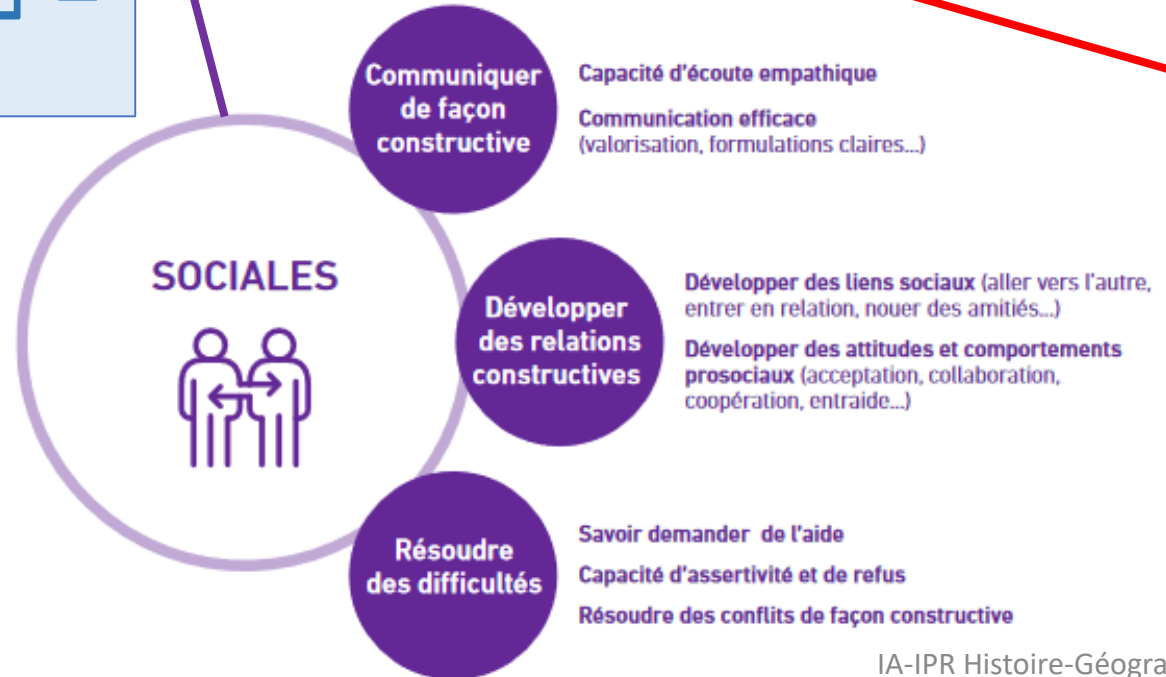 Communiquer
de façon
constructive
Capacité d'écoute empathique
Communication efficace
(valorisation, formulations claires...)
SOCIALES
Développer
des relations
constructives
Développer des liens sociaux (aller vers l'autre,
entrer en relation, nouer des amitiés...)
Développer des attitudes et comportements
prosociaux (acceptation, collaboration,
coopération, entraide...)
Résoudre
des difficultés
Savoir demander de l'aide
Capacité d'assertivité et de refus
Résoudre des conflits de façon constructive
IA-IPR Histoire-Géogra